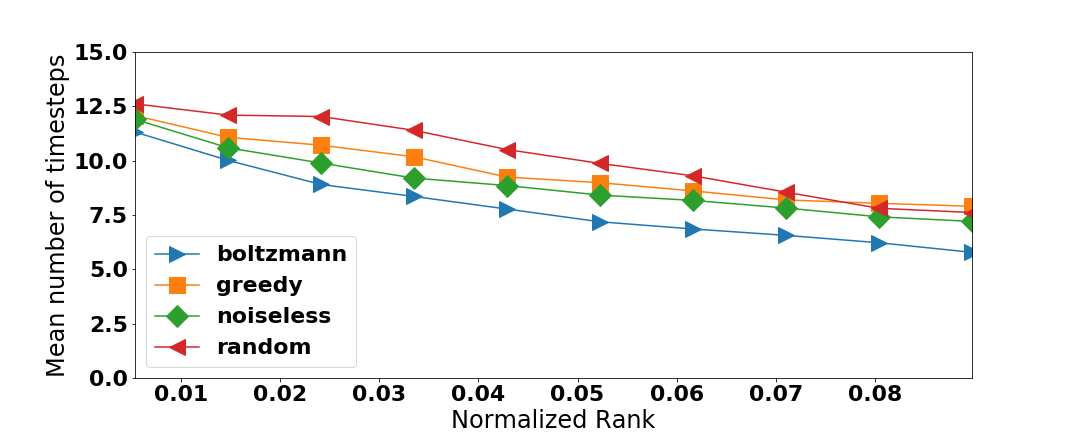 Mean number of timesteps
15.0
12.5
10.0
7.5
5.0
2.5
0.0
boltzmann
greedy
noiseless
random
0.01 0.02 0.03 0.04 0.05 0.06 0.07 0.08
Normalized Rank